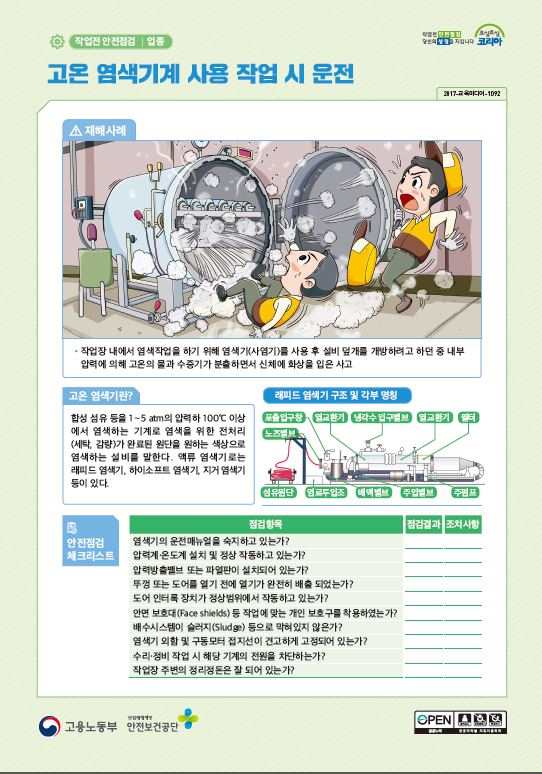 작업전 안전점검 | 업종
작업전 안전점검
당신의 생명을 지킵니다
으싸으싸
코리아
고온 염색기계 사용 작업 시 운전
2017-교육미디어-1092
재해사례
· 작업장 내에서 염색작업을 하기 위해 염색기(사염기)를 사용 후 설비 덮개를 개방하려고 하던 중 내부
압력에 의해 고온의 물과 수증기가 분출하면서 신체에 화상을 입은 사고
고온 염색기란?
합성 섬유 등을 1~5 atm의 압력하 100℃ 이상
에서 염색하는 기계로 염색을 위한 전처리
(세탁, 감량)가 완료된 원단을 원하는 색상으로
염색하는 설비를 말한다. 액류 염색기로는
래피드 염색기, 하이소프트 염색기, 지거 염색기
등이 있다.
래피드 염색기 구조 및 각부 명칭
포출입구창 열교환기 냉각수 입구밸브 열교환기 필터
노즈밸브
섬유원단 염료투입조 배액밸브 주입밸브 주펌프
안전점검
체크리스트
점검항목 점검결과 조치사항
염색기의 운전매뉴얼을 숙지하고 있는가?
압력계·온도계 설치 및 정상 작동하고 있는가?
압력방출밸브 또는 파열판이 설치되어 있는가?
뚜껑 또는 도어를 열기 전에 열기가 완전히 배출 되었는가?
도어 인터록 장치가 정상범위에서 작동하고 있는가?
안면 보호대(Face shields) 등 작업에 맞는 개인 보호구를 착용하였는가?
배수시스템이 슬러지(Sludge) 등으로 막혀있지 않은가?
염색기 외함 및 구동모터 접지선이 견고하게 고정되어 있는가?
수리·정비 작업 시 해당 기계의 전원을 차단하는가?
작업장 주변의 정리정돈은 잘 되어 있는가?
고용노동부
산업재해예방
안전보건공단
OPEN
공공누리